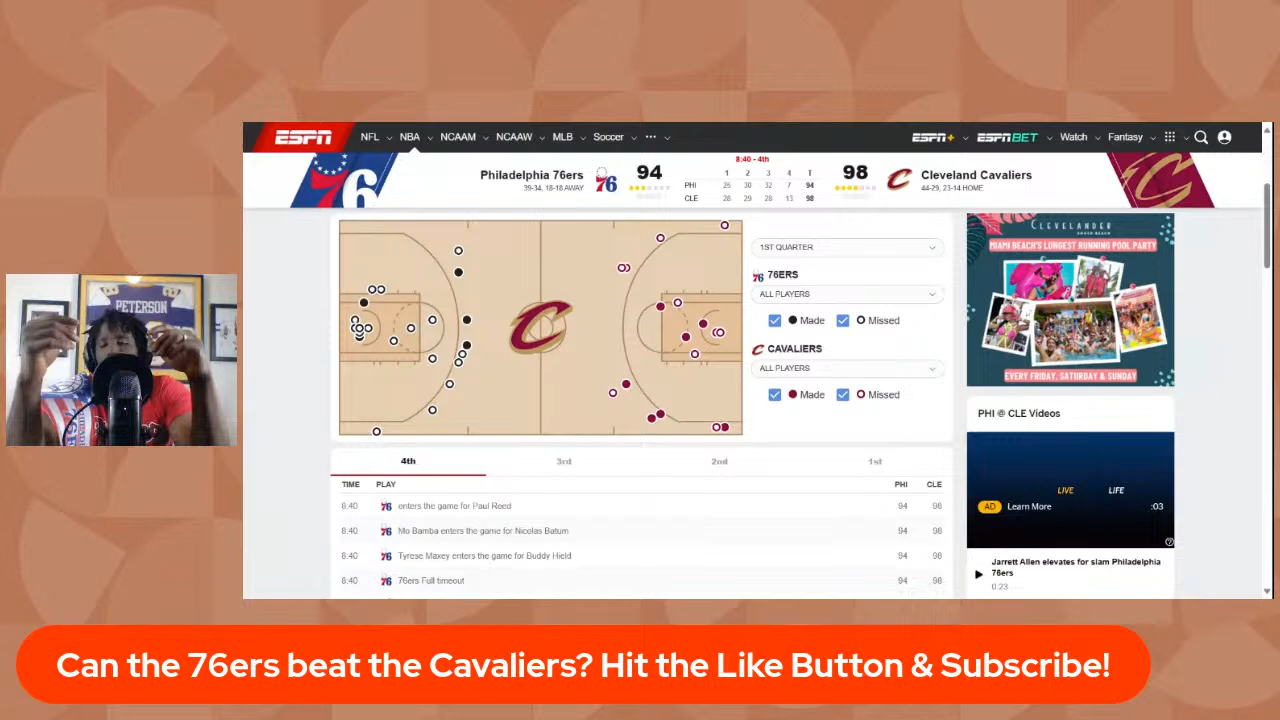 ESPN NFL NBA NCAAM NCAAW MLB Soccer ••• ESPN+ ESPN BET Watch Fantasy
8:40 - 4th
Philadelphia 76ers 94 98 Cleveland Cavaliers
39-34, 18-18 AWAY 44-29, 23-14 HOME
1 2 3 4 T
PHI 25 30 32 7 94
CLE 28 29 28 13 98
76
C
1ST QUARTER
76 76ERS
ALL PLAYERS
Made Missed
CAVALIERS
ALL PLAYERS
Made Missed
CLEVELANDER
MIAMI BEACH'S LONGEST RUNNING POOL PARTY
EVERY FRIDAY, SATURDAY & SUNDAY
PETERSON
PHI @ CLE Videos
LIVE LIFE
AD Learn More :03
Jarrett Allen elevates for slam Philadelphia
76ers
0:23
4th 3rd 2nd 1st
TIME PLAY PHI CLE
8:40 76 enters the game for Paul Reed 94 98
8:40 76 Mo Bamba enters the game for Nicolas Batum 94 98
8:40 76 Tyrese Maxey enters the game for Buddy Hield 94 98
8:40 76 76ers Full timeout 94 98
Can the 76ers beat the Cavaliers? Hit the Like Button & Subscribe!